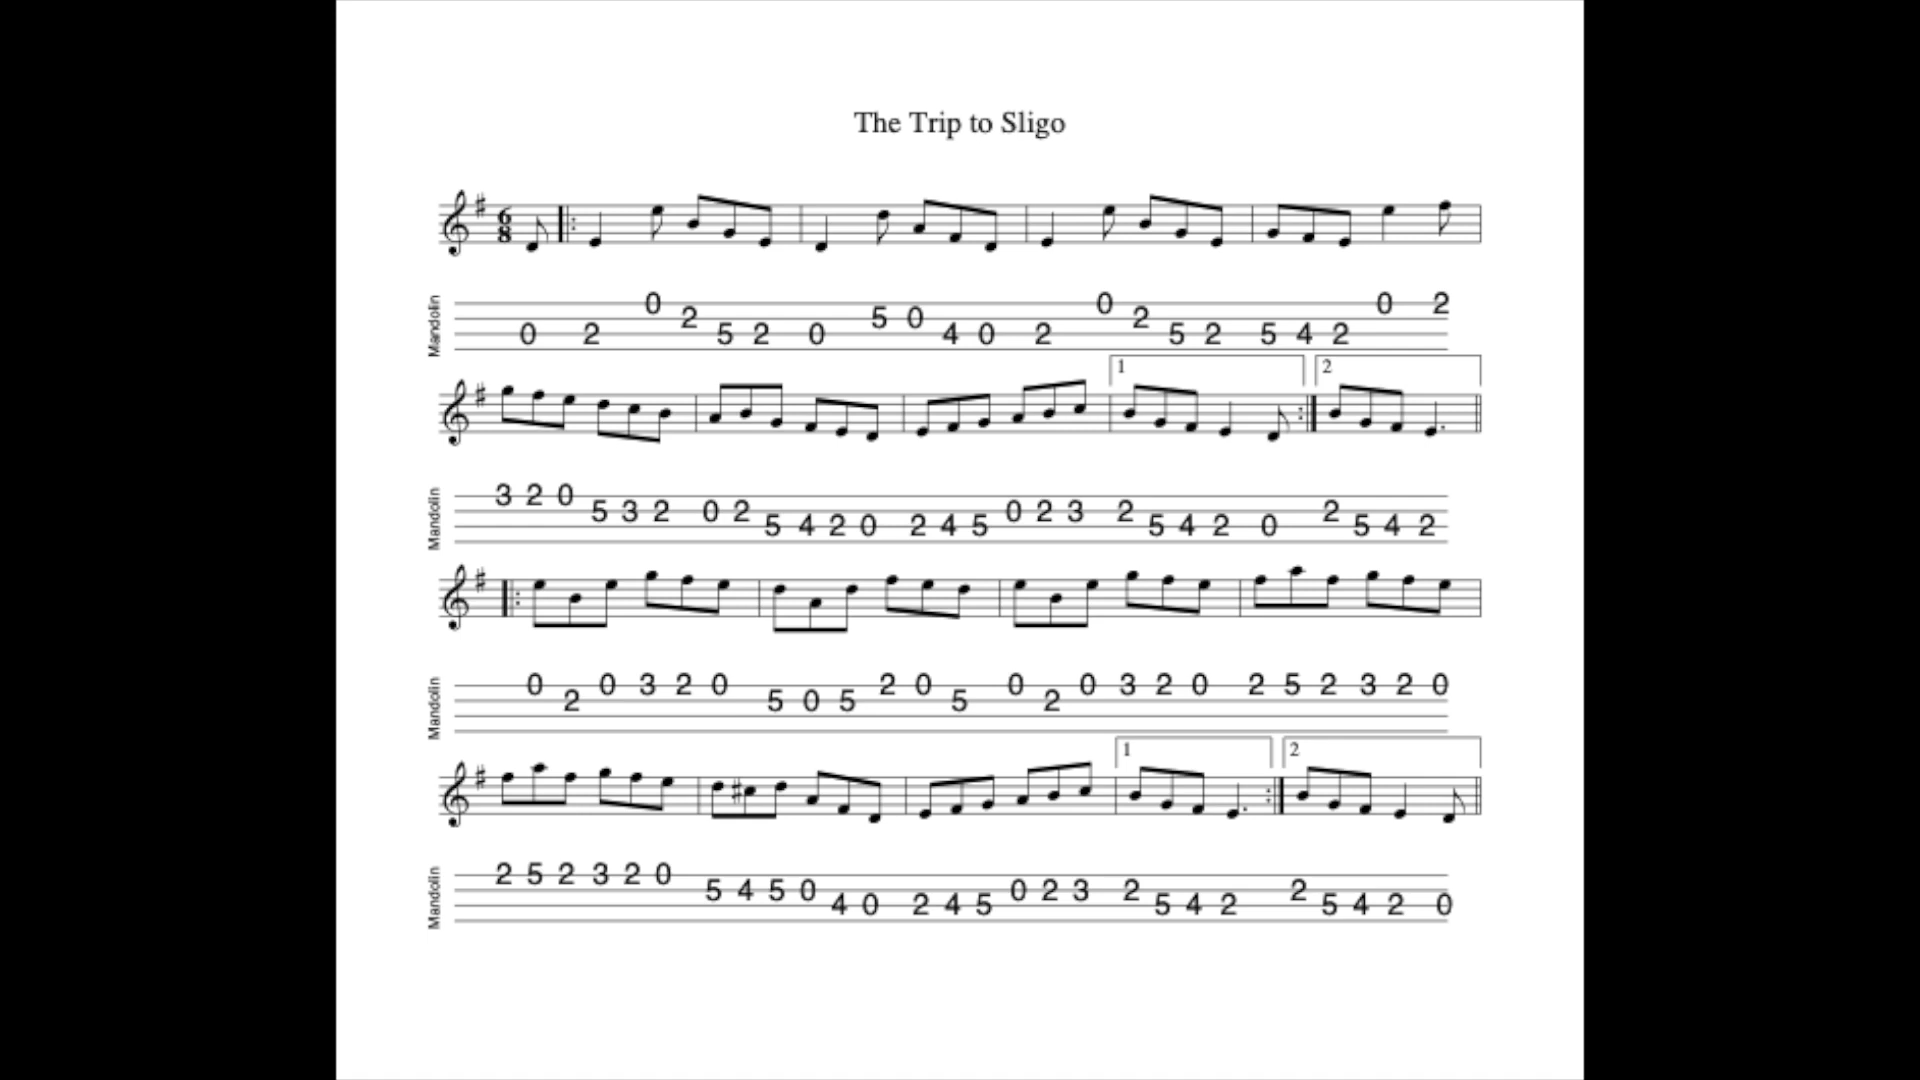 The Trip to Sligo
6
8
Mandolin
0 2 0 2 5 2 0 5 0 4 0 2 0 2 5 2 5 4 2 0 2
1 2
Mandolin
3 2 0 5 3 2 0 2 5 4 2 0 2 4 5 0 2 3 2 5 4 2 0 2 5 4 2
Mandolin
0 2 0 3 2 0 5 0 5 2 0 5 0 2 0 3 2 0 2 5 2 3 2 0
1 2
Mandolin
2 5 2 3 2 0 5 4 5 0 4 0 2 4 5 0 2 3 2 5 4 2 2 5 4 2 0